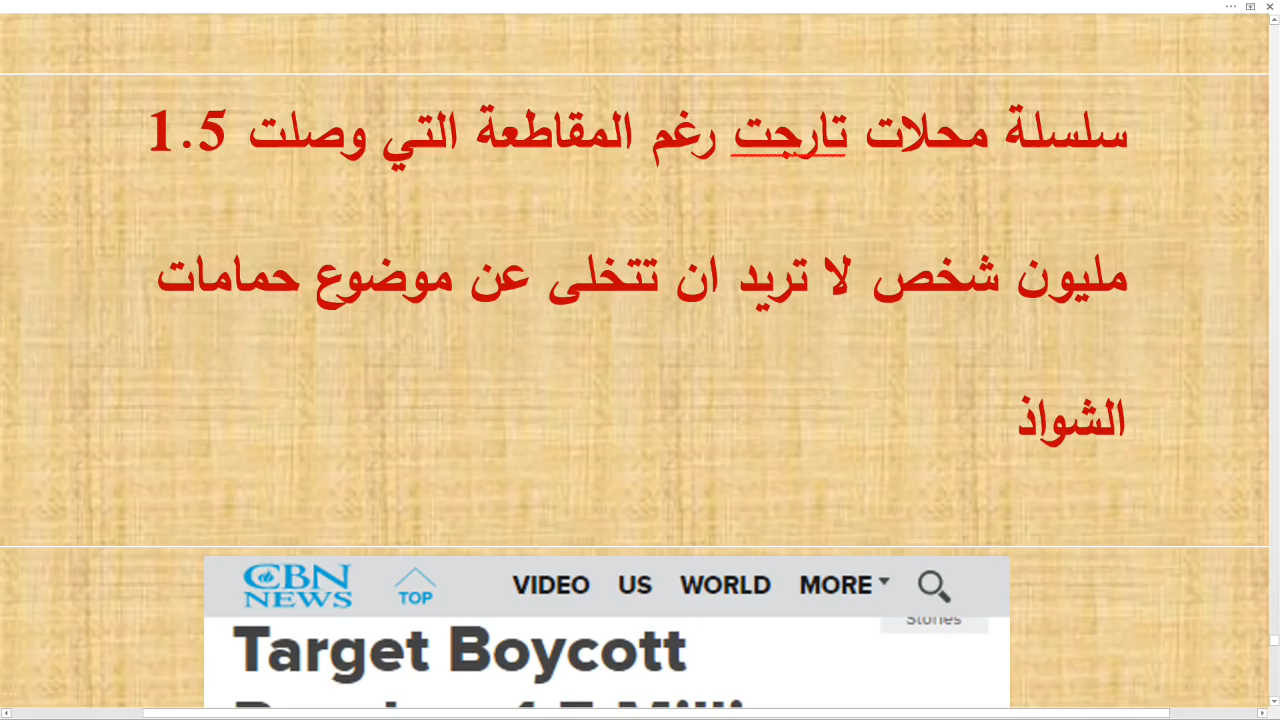 سلسلة محلات تارجت رغم المقاطعة التي وصلت 1.5
مليون شخص لا تريد ان تتخلى عن موضوع حمامات
الشواذ
CBN NEWS TOP VIDEO US WORLD MORE
Stories
Target Boycott